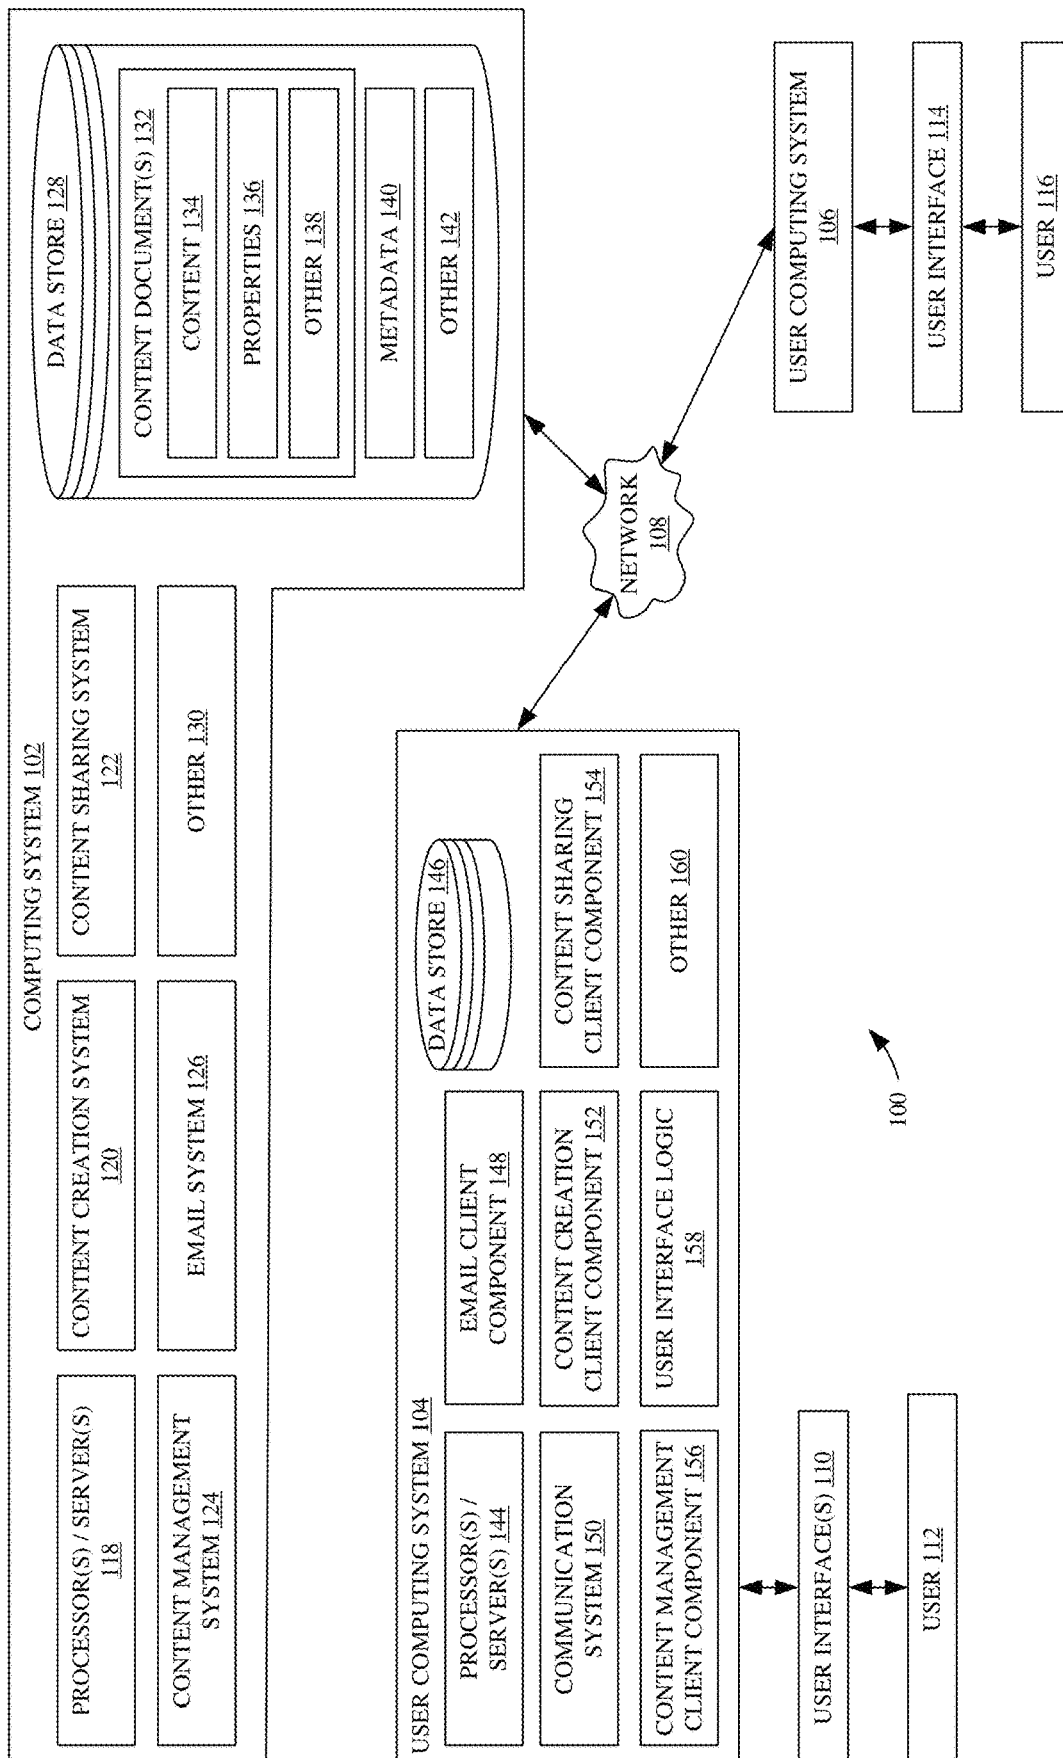 COMPUTING SYSTEM 102
PROCESSOR(S) / SERVER(S)
118
CONTENT CREATION SYSTEM
120
CONTENT SHARING SYSTEM
122
CONTENT MANAGEMENT
SYSTEM 124
EMAIL SYSTEM 126
OTHER 130
DATA STORE 128
CONTENT DOCUMENT(S) 132
CONTENT 134
PROPERTIES 136
OTHER 138
METADATA 140
OTHER 142
USER COMPUTING SYSTEM 104
PROCESSOR(S) /
SERVER(S) 144
EMAIL CLIENT
COMPONENT 148
DATA STORE 146
COMMUNICATION
SYSTEM 150
CONTENT CREATION
CLIENT COMPONENT 152
CONTENT SHARING
CLIENT COMPONENT 154
CONTENT MANAGEMENT
CLIENT COMPONENT 156
USER INTERFACE LOGIC
158
OTHER 160
NETWORK
108
USER INTERFACE(S) 110
USER 112
USER COMPUTING SYSTEM
106
USER INTERFACE 114
USER 116
100